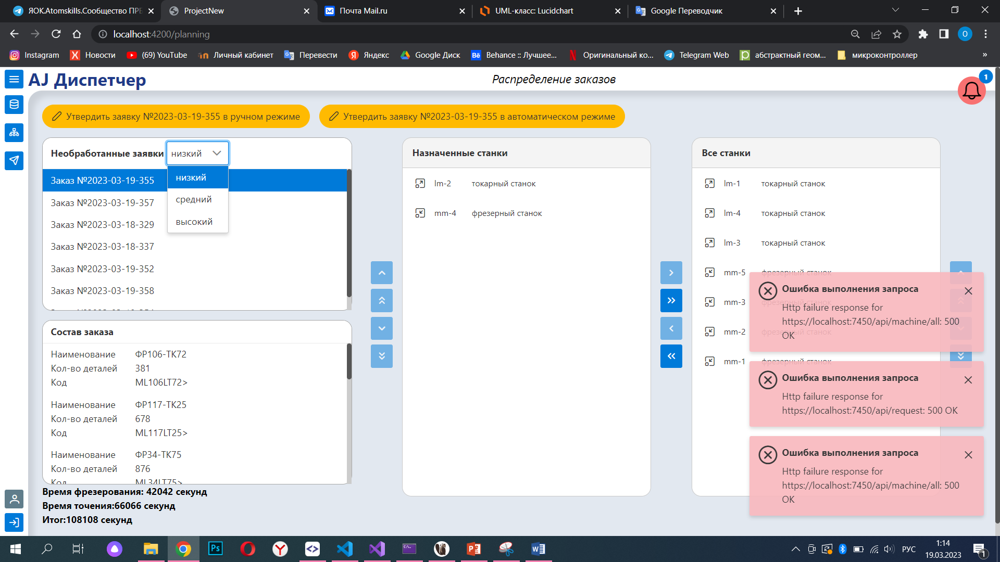 ЯОК.Atomskills.Сообщество ПРЕ
ProjectNew
Почта Mail.ru
UML-класс: Lucidchart
Google Переводчик
localhost:4200/planning
О
Instagram
Новости
(69) YouTube
Личный кабинет
Перевести
Яндекс
Google Диск
Behance :: Лучшее...
Оригинальный ко...
Telegram Web
абстрактный геом...
микроконтроллер
»
AJ Диспетчер
Распределение заказов
1
Утвердить заявку №2023-03-19-355 в ручном режиме
Утвердить заявку №2023-03-19-355 в автоматическом режиме
Необработанные заявки
низкий
низкий
средний
высокий
Заказ №2023-03-19-355
Заказ №2023-03-19-357
Заказ №2023-03-18-329
Заказ №2023-03-18-337
Заказ №2023-03-19-352
Заказ №2023-03-19-358
Состав заказа
Наименование ФР106-ТК72
Кол-во деталей 381
Код ML106LT72>
Наименование ФР117-ТК25
Кол-во деталей 678
Код ML117LT25>
Наименование ФР34-ТК75
Кол-во деталей 876
Код ML34LT75>
Время фрезерования: 42042 секунд
Время точения:66066 секунд
Итог:108108 секунд
Назначенные станки
lm-2 токарный станок
mm-4 фрезерный станок
Все станки
lm-1 токарный станок
lm-4 токарный станок
lm-3 токарный станок
mm-5 фрезерный станок
mm-3 фрезерный станок
mm-2 фрезерный станок
mm-1 фрезерный станок
Ошибка выполнения запроса
Http failure response for
https://localhost:7450/api/machine/all: 500
OK
Ошибка выполнения запроса
Http failure response for
https://localhost:7450/api/request: 500 OK
Ошибка выполнения запроса
Http failure response for
https://localhost:7450/api/machine/all: 500
OK
РУС
1:14
19.03.2023
1